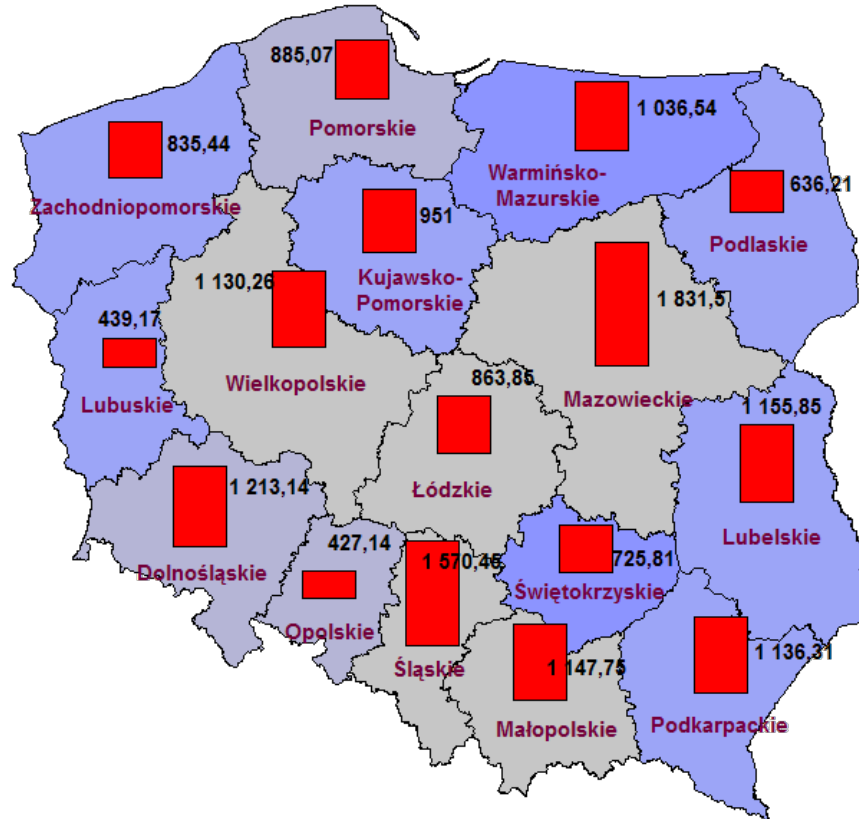 885,07
Pomorskie
1 036,54
Warmińsko-
Mazurskie
835,44
Zachodniopomorskie
636,21
Podlaskie
951
Kujawsko-
Pomorskie
1 130,26
Wielkopolskie
1 831,5
Mazowieckie
439,17
Lubuskie
863,85
Łódzkie
1 155,85
Lubelskie
1 213,14
Dolnośląskie
427,14
Opolskie
1 570,45
Śląskie
725,81
Świętokrzyskie
1 147,75
Małopolskie
1 136,31
Podkarpackie